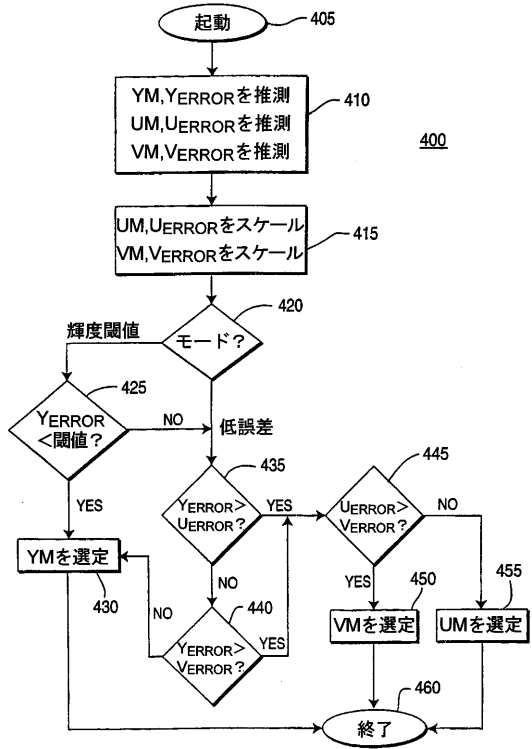 起動
405
YM,YERRORを推測
UM,UERRORを推測
VM,VERRORを推測
410
400
UM,UERRORをスケール
VM,VERRORをスケール
415
420
輝度閾値
モード?
425
YERROR
<閾値?
NO
低誤差
435
445
YERROR>
UERROR?
YES
UERROR>
VERROR?
NO
YES
YMを選定
430
NO
NO
440
YERROR>
VERROR?
YES
YES
450
VMを選定
455
UMを選定
460
終了